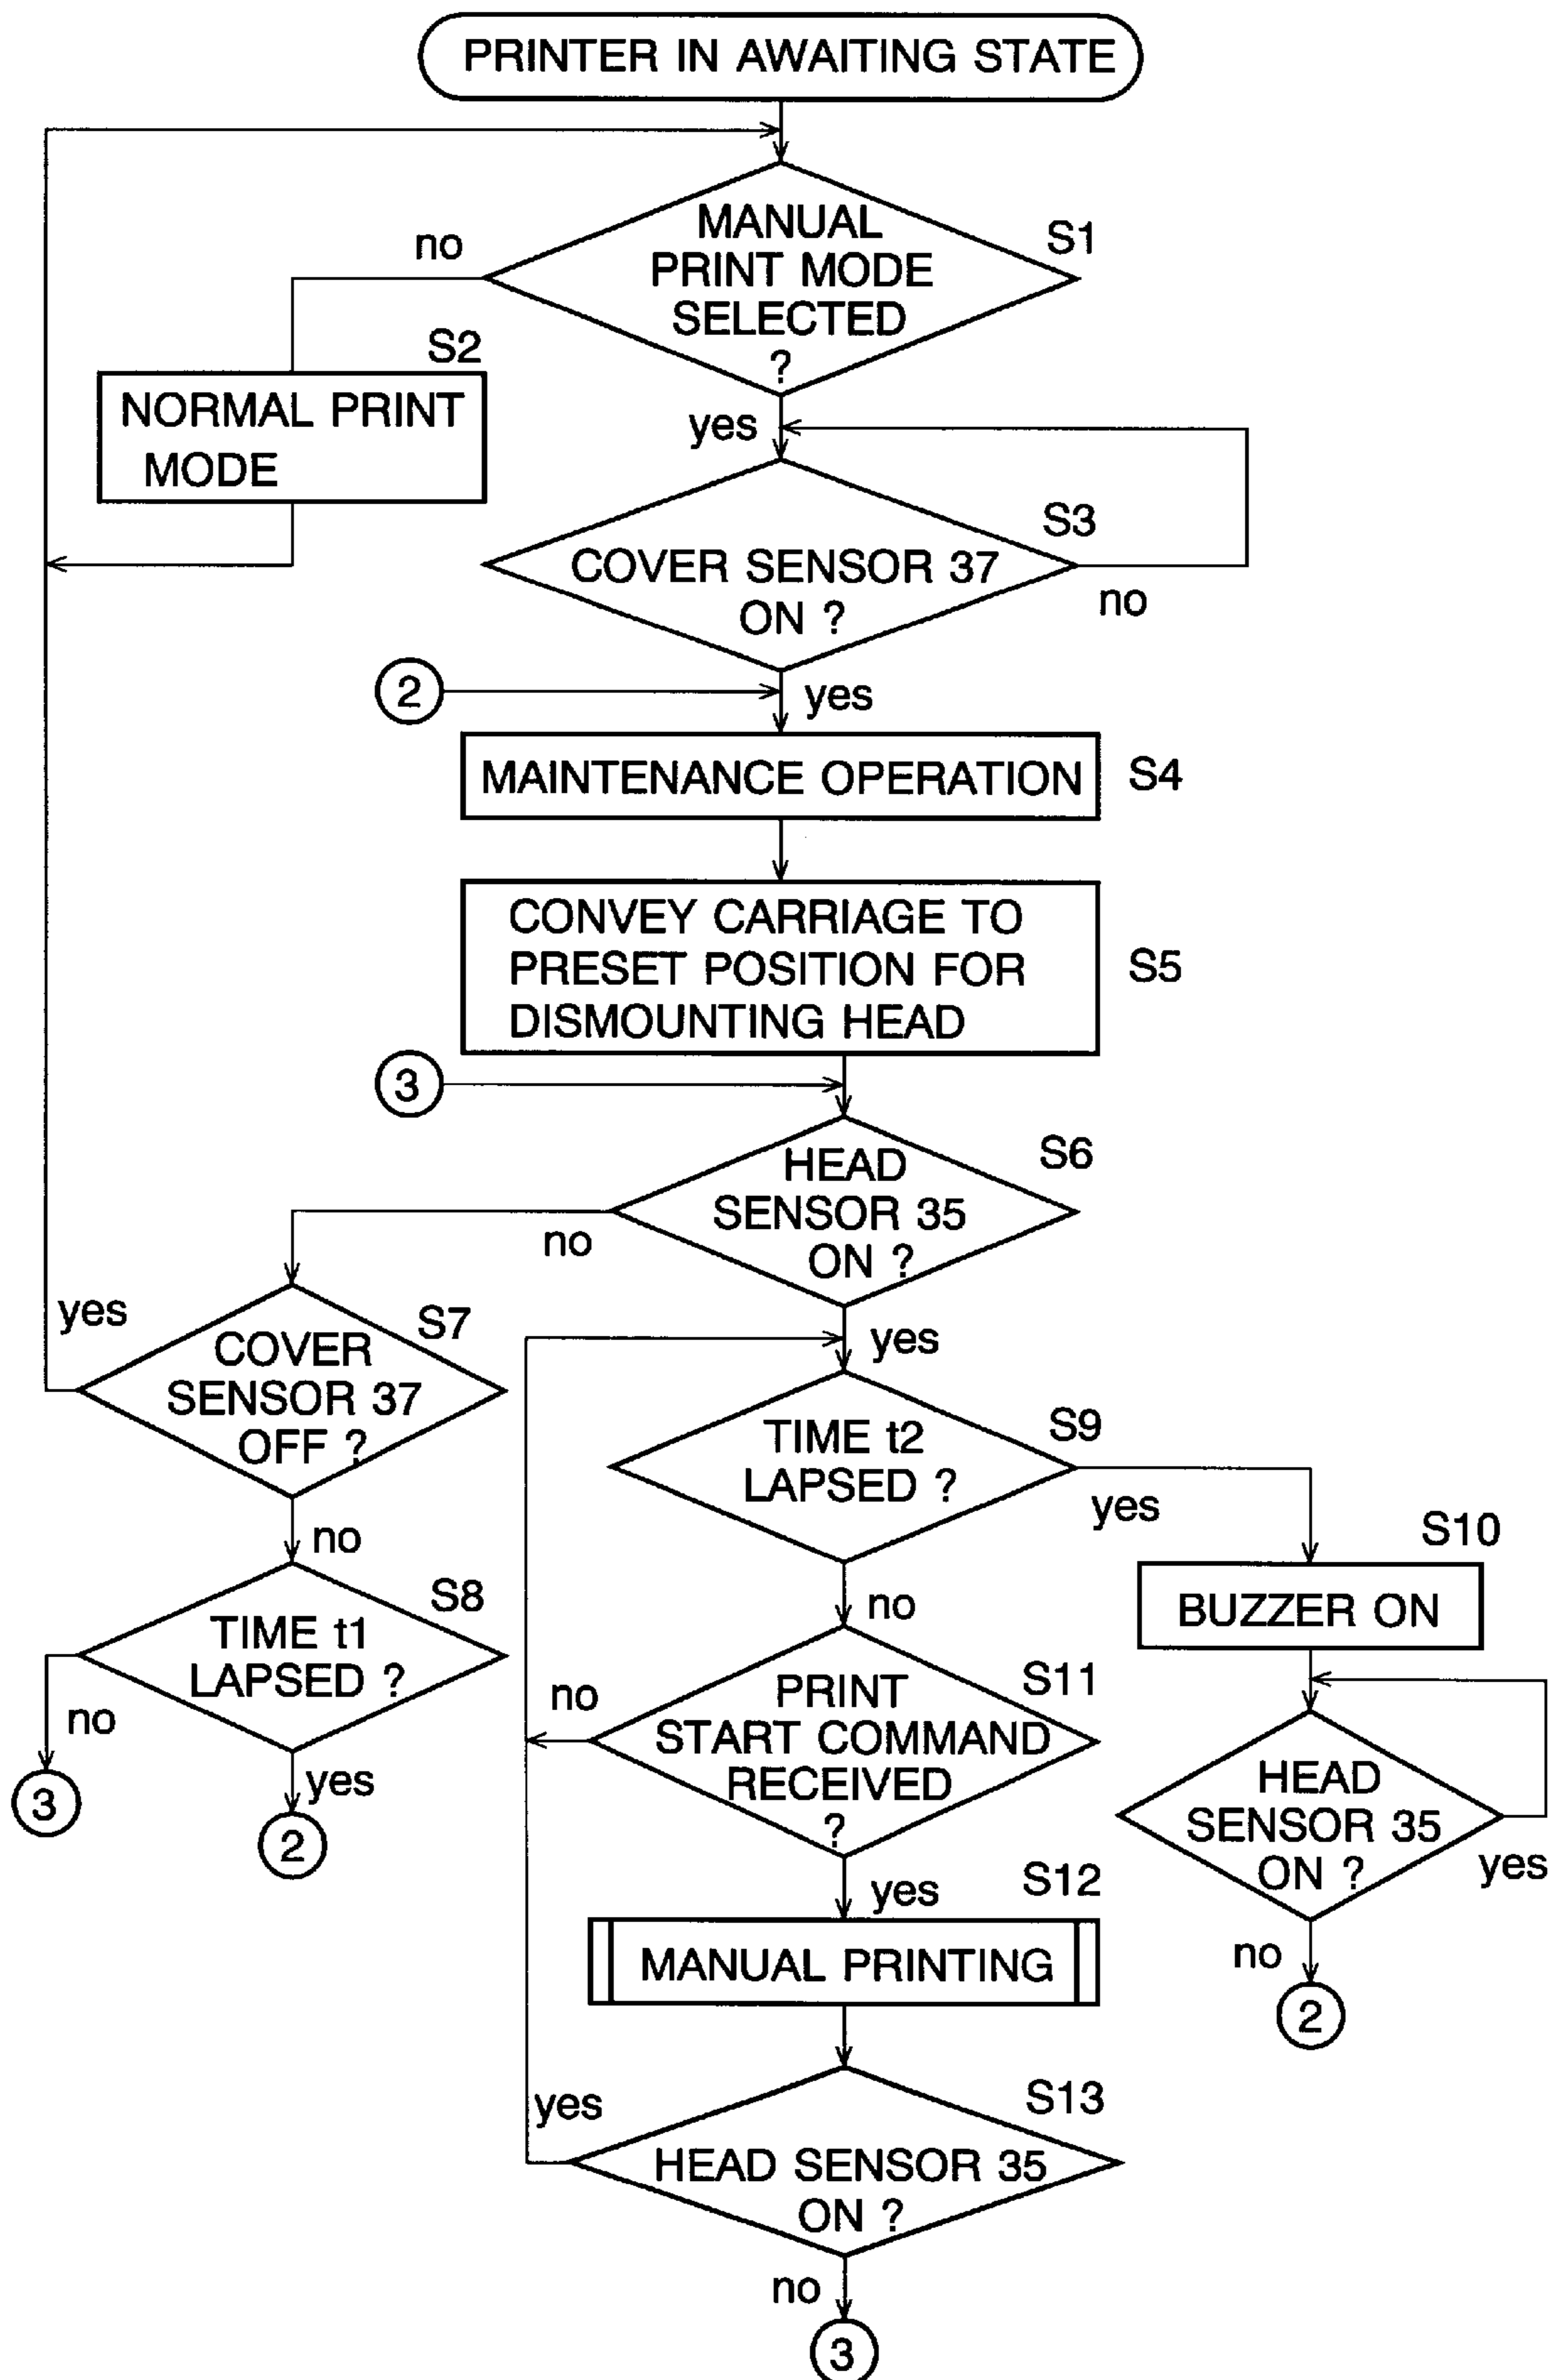 PRINTER IN AWAITING STATE
no
MANUAL
PRINT MODE
SELECTED
?
S1
S2
NORMAL PRINT
MODE
yes
S3
COVER SENSOR 37
ON ?
no
2
yes
MAINTENANCE OPERATION
S4
CONVEY CARRIAGE TO
PRESET POSITION FOR
DISMOUNTING HEAD
S5
3
HEAD
SENSOR 35
ON ?
S6
no
yes
S7
COVER
SENSOR 37
OFF ?
yes
no
S8
TIME t1
LAPSED ?
no
3
yes
2
TIME t2
LAPSED ?
S9
yes
S10
BUZZER ON
no
S11
PRINT
START COMMAND
RECEIVED
?
no
HEAD
SENSOR 35
ON ?
yes
yes
S12
MANUAL PRINTING
no
2
yes
S13
HEAD SENSOR 35
ON ?
no
3